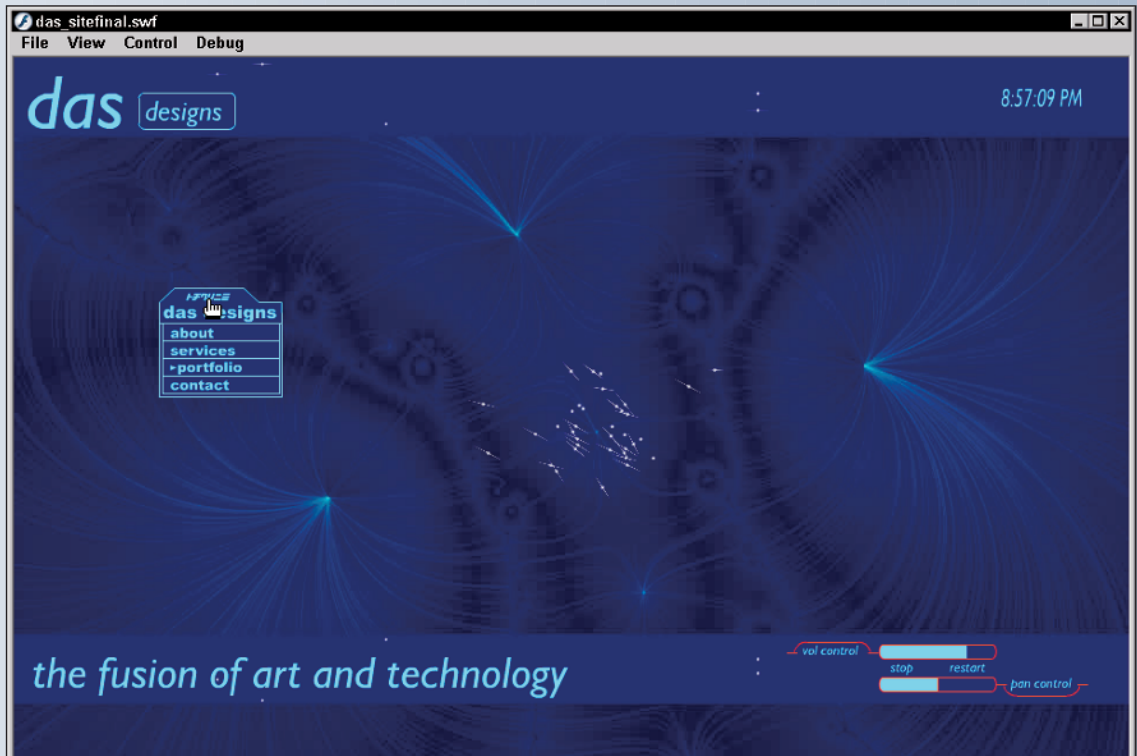 das_sitefinal.swf
File View Control Debug
das designs
8:57:09 PM
das designs
about
services
portfolio
contact
the fusion of art and technology
vol control
stop restart
pan control